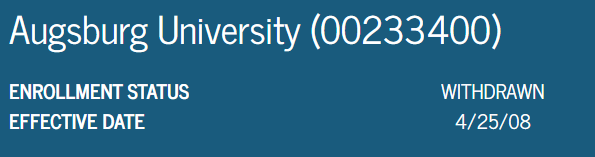 Augsburg University (00233400)
ENROLLMENT STATUS WITHDRAWN
EFFECTIVE DATE 4/25/08